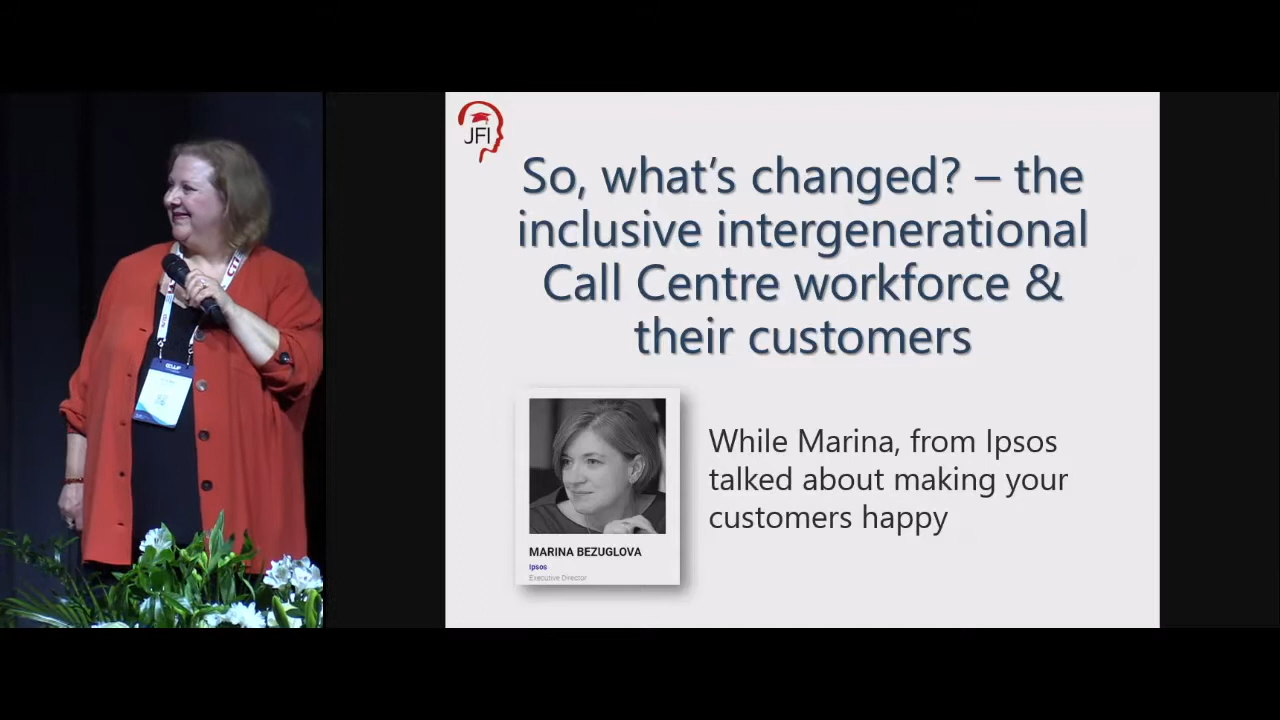 JFI
So, what’s changed? – the
inclusive intergenerational
Call Centre workforce &
their customers
While Marina, from Ipsos
talked about making your
customers happy
MARINA BEZUGLOVA
Ipsos
Executive Director